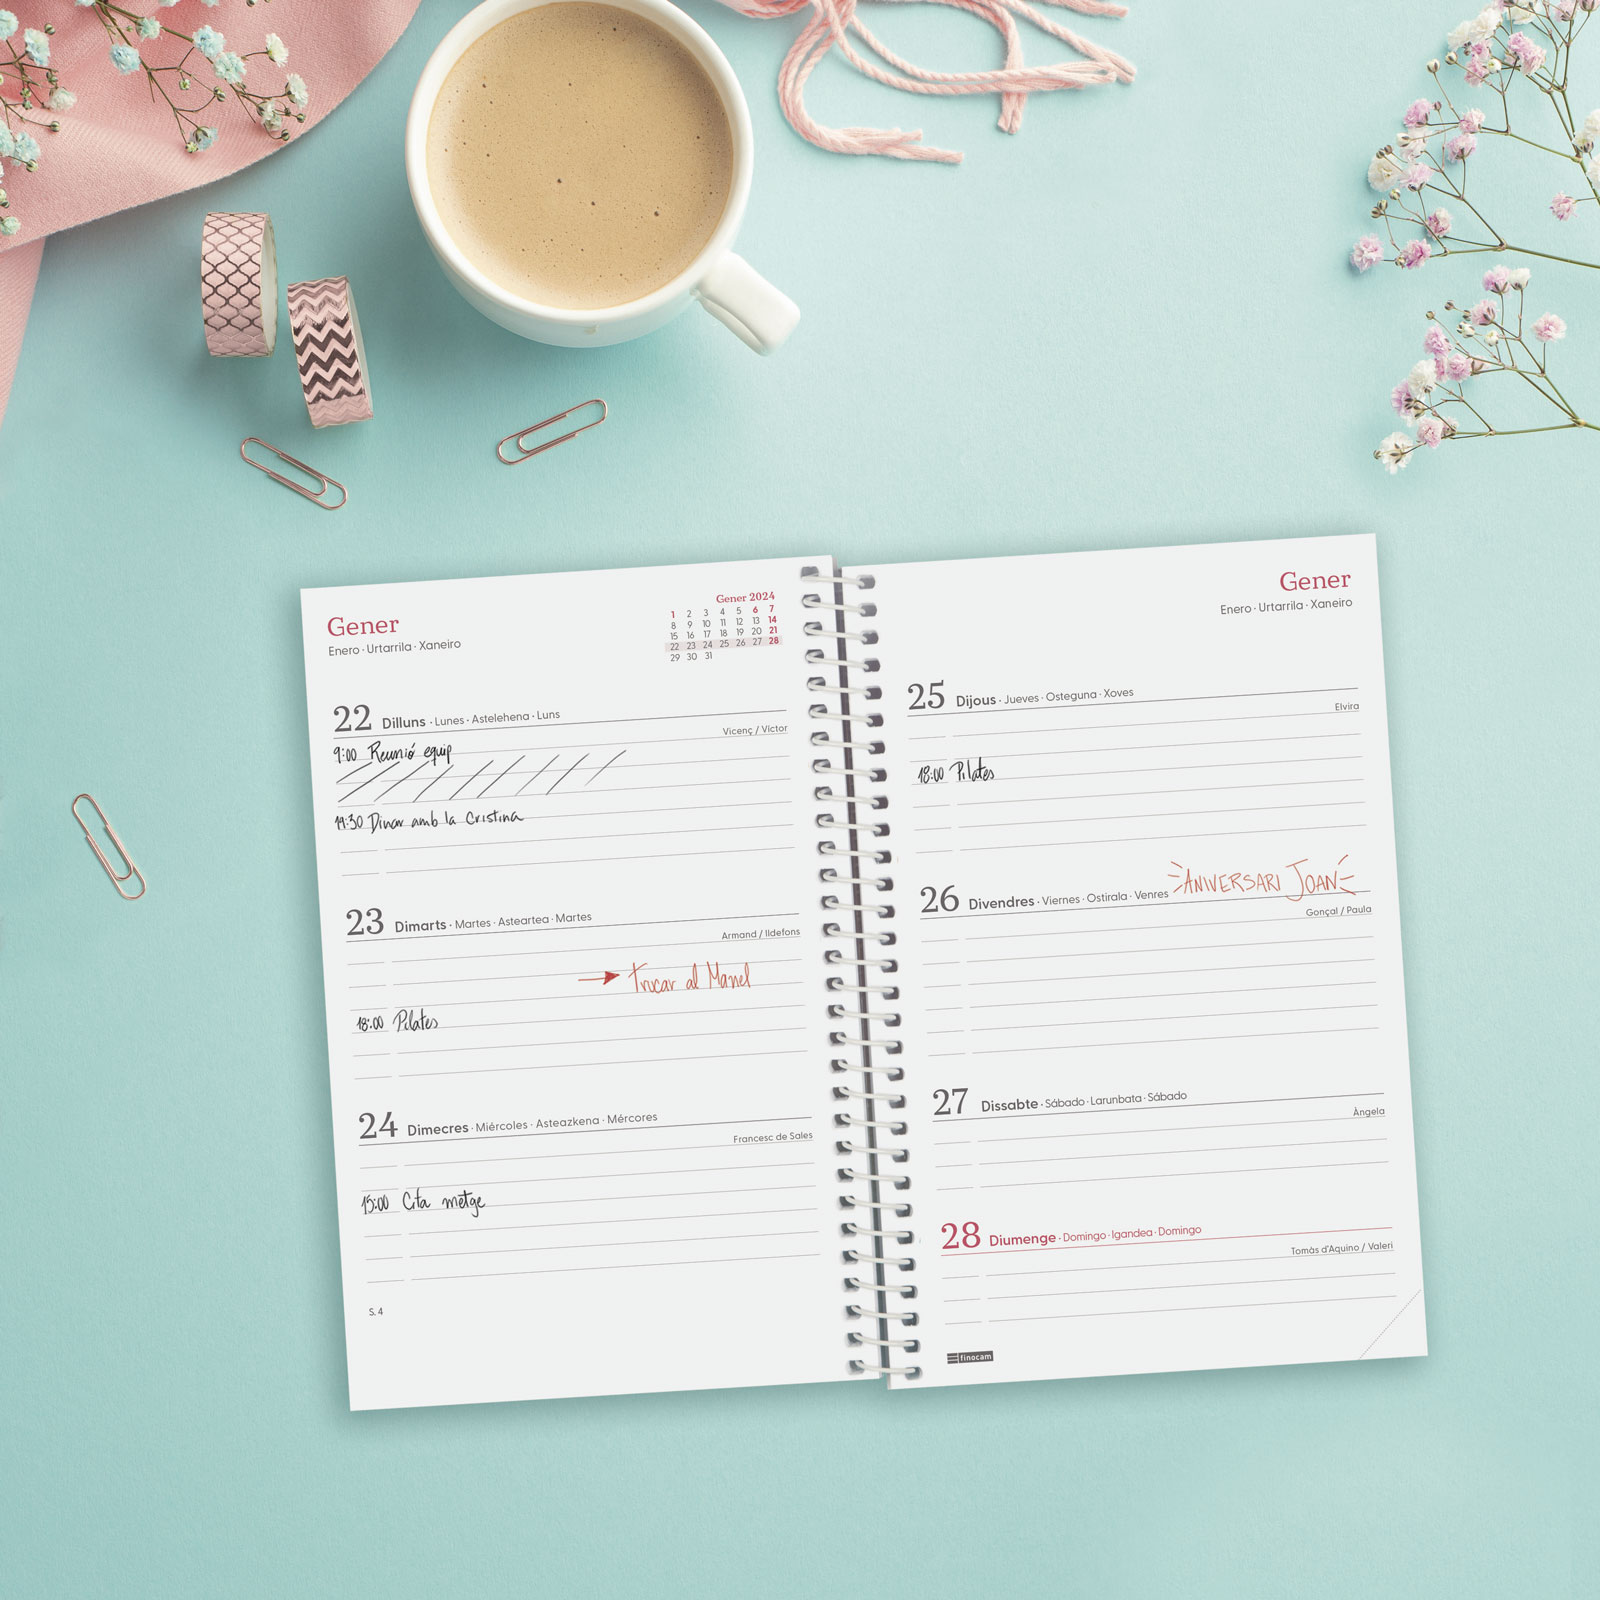 Gener
Enero · Urtarrila · Xaneiro
Gener 2024
1 2 3 4 5 6 7
8 9 10 11 12 13 14
15 16 17 18 19 20 21
22 23 24 25 26 27 28
29 30 31
22 Dilluns · Lunes · Astelehena · Luns
Vicenç / Víctor
9:00 Reunió equip
14:30 Dinar amb la Cristina
23 Dimarts · Martes · Asteartea · Martes
Armand / Ildefons
Trucar al Manel
18:00 Pilates
24 Dimecres · Miércoles · Asteazkena · Mércores
Francesc de Sales
15:00 Cita metge
S. 4
Gener
Enero · Urtarrila · Xaneiro
25 Dijous · Jueves · Osteguna · Xoves
Elvira
18:00 Pilates
26 Divendres · Viernes · Ostirala · Venres ANIVERSARI JOAN
Gonçal / Paula
27 Dissabte · Sábado · Larunbata · Sábado
Àngela
28 Diumenge · Domingo · Igandea · Domingo
Tomàs d'Aquino / Valeri
finocam